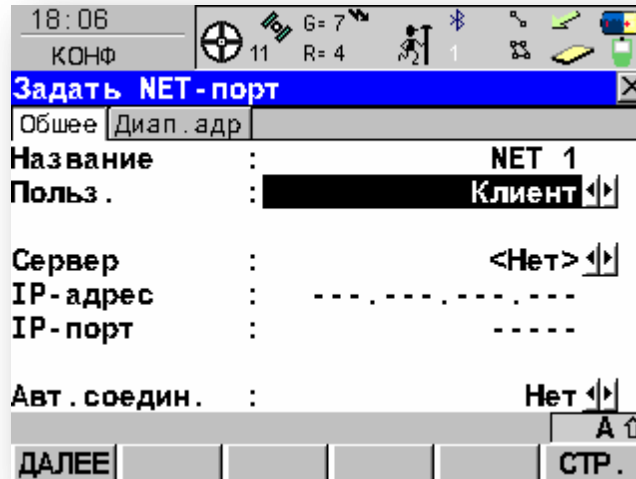 18:06
КОНФ
11
G= 7
R= 4
1
Задать NET-порт
Обшее Диап.адр
Название : NET 1
Польз. : Клиент
Сервер : <Нет>
IP-адрес : ---.---.---.---
IP-порт : -----
Авт.соедин. : Нет
A
ДАЛЕЕ СТР.